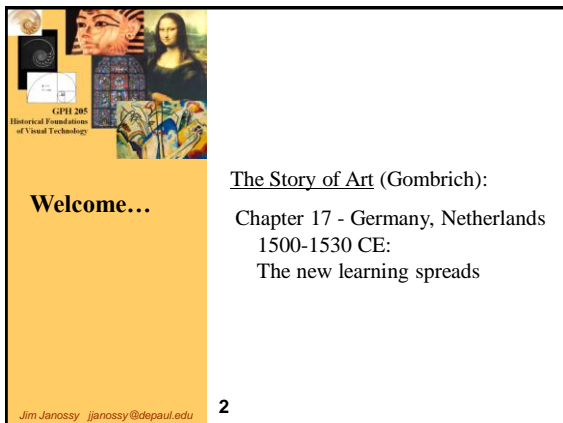 GPH 205
Historical Foundations
of Visual Technology
Welcome…
The Story of Art (Gombrich):
Chapter 17 - Germany, Netherlands
1500-1530 CE:
The new learning spreads
Jim Janossy jjanossy@depaul.edu
2